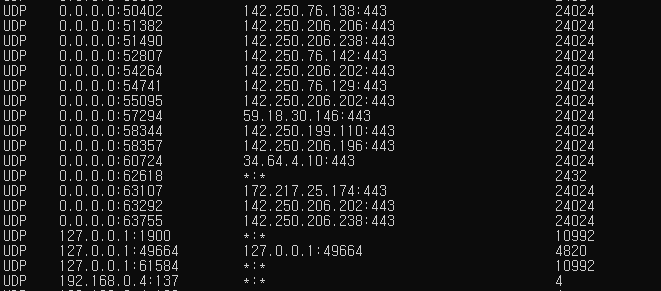 UDP 0.0.0.0:50402 142.250.76.138:443 24024
UDP 0.0.0.0:51382 142.250.206.206:443 24024
UDP 0.0.0.0:51490 142.250.206.238:443 24024
UDP 0.0.0.0:52807 142.250.76.142:443 24024
UDP 0.0.0.0:54264 142.250.206.202:443 24024
UDP 0.0.0.0:54741 142.250.76.129:443 24024
UDP 0.0.0.0:55095 142.250.206.202:443 24024
UDP 0.0.0.0:57294 59.18.30.146:443 24024
UDP 0.0.0.0:58344 142.250.199.110:443 24024
UDP 0.0.0.0:58357 142.250.206.196:443 24024
UDP 0.0.0.0:60724 34.64.4.10:443 24024
UDP 0.0.0.0:62618 *:* 2432
UDP 0.0.0.0:63107 172.217.25.174:443 24024
UDP 0.0.0.0:63292 142.250.206.202:443 24024
UDP 0.0.0.0:63755 142.250.206.238:443 24024
UDP 127.0.0.1:1900 *:* 10992
UDP 127.0.0.1:49664 127.0.0.1:49664 4820
UDP 127.0.0.1:61584 *:* 10992
UDP 192.168.0.4:137 *:* 4